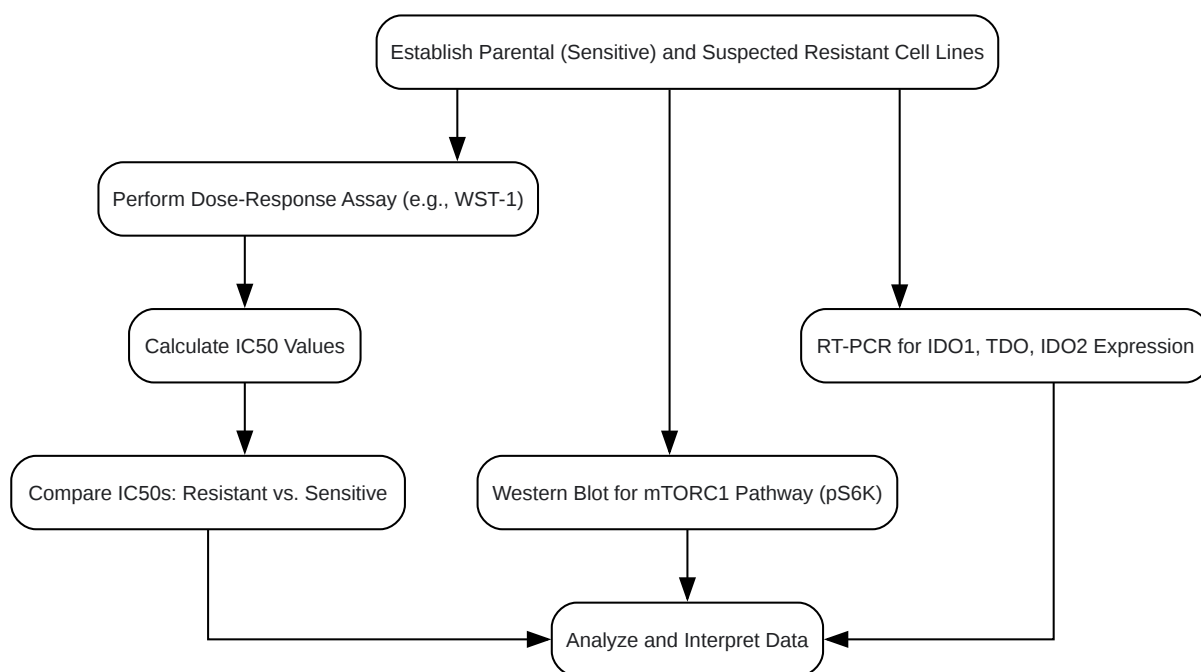 Establish Parental (Sensitive) and Suspected Resistant Cell Lines
Perform Dose-Response Assay (e.g., WST-1)
Calculate IC50 Values
RT-PCR for IDO1, TDO, IDO2 Expression
Compare IC50s: Resistant vs. Sensitive
Western Blot for mTORC1 Pathway (pS6K)
Analyze and Interpret Data